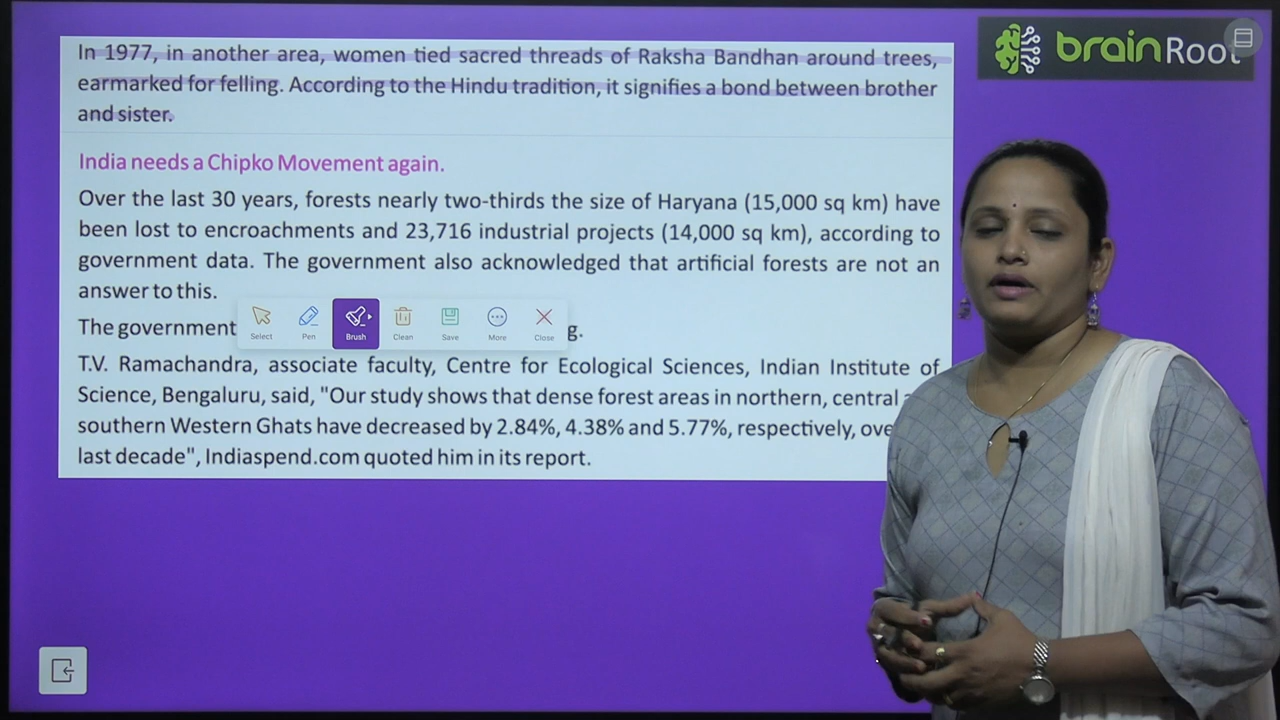 In 1977, in another area, women tied sacred threads of Raksha Bandhan around trees,
earmarked for felling. According to the Hindu tradition, it signifies a bond between brother
and sister.
India needs a Chipko Movement again.
Over the last 30 years, forests nearly two-thirds the size of Haryana (15,000 sq km) have
been lost to encroachments and 23,716 industrial projects (14,000 sq km), according to
government data. The government also acknowledged that artificial forests are not an
answer to this.
The government g.
Select Pen Brush Clean Save More Close
T.V. Ramachandra, associate faculty, Centre for Ecological Sciences, Indian Institute of
Science, Bengaluru, said, "Our study shows that dense forest areas in northern, central
southern Western Ghats have decreased by 2.84%, 4.38% and 5.77%, respectively, ove
last decade", Indiaspend.com quoted him in its report.
brainRoot